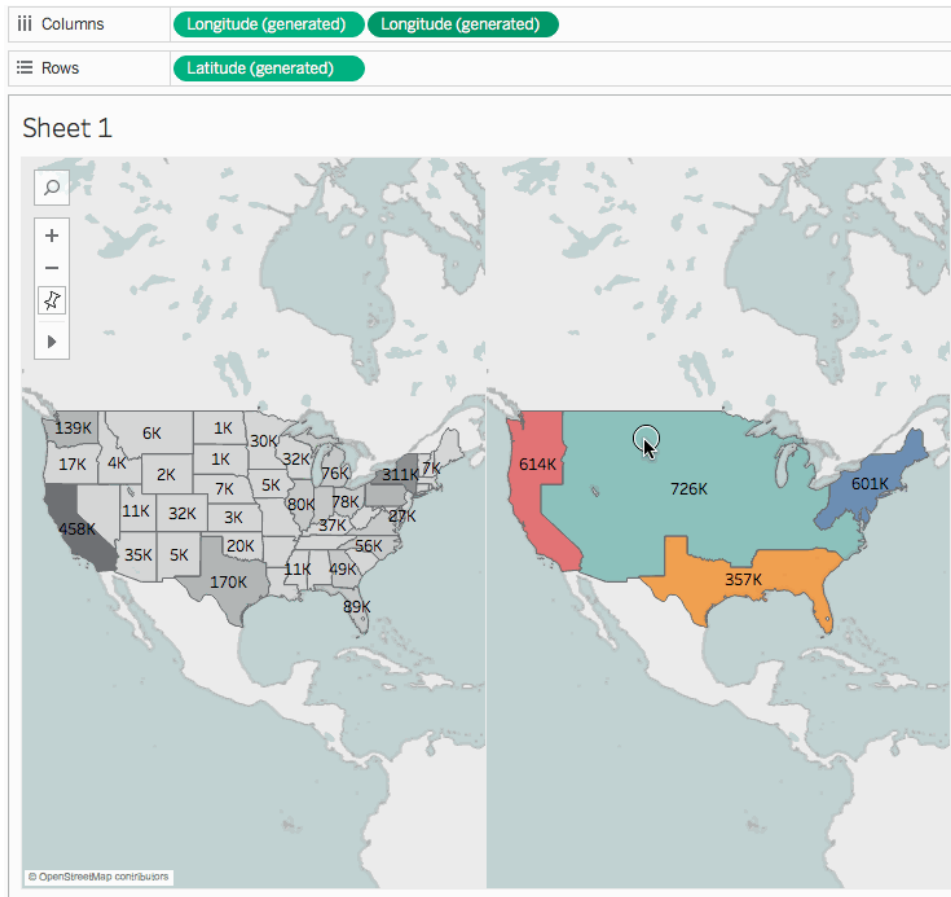 Columns Longitude (generated) Longitude (generated)
Rows Latitude (generated)
Sheet 1
139K 6K 1K 30K
17K 4K 2K 1K 32K 76K 311K 7K
7K 5K 80K 78K
458K 11K 32K 3K 37K 27K
35K 5K 20K 56K
170K 11K 49K
89K
614K 726K 601K
357K
© OpenStreetMap contributors